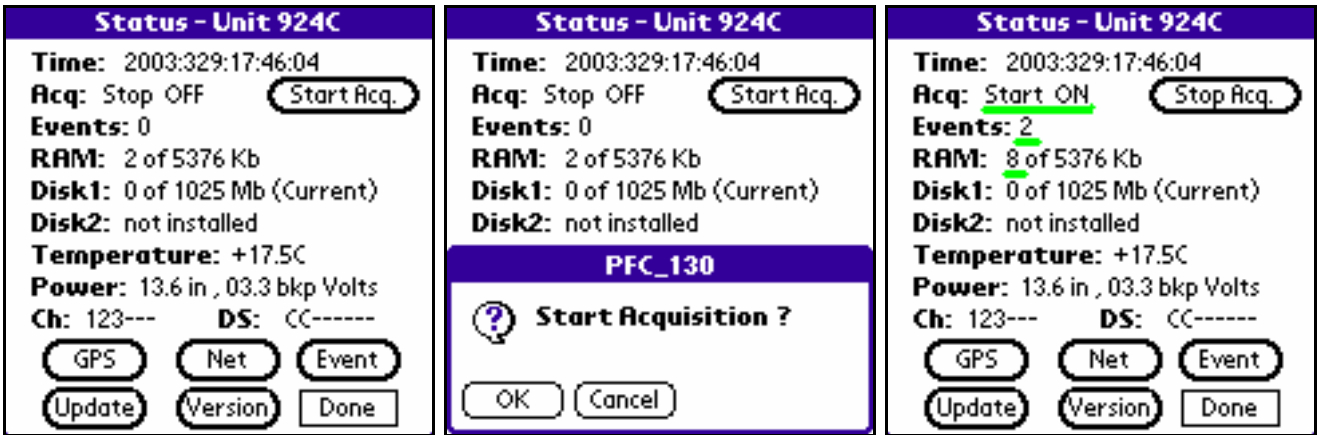 Status - Unit 924C
Time: 2003:329:17:46:04
Acq: Stop OFF Start Acq.
Events: 0
RAM: 2 of 5376 Kb
Disk1: 0 of 1025 Mb (Current)
Disk2: not installed
Temperature: +17.5C
Power: 13.6 in , 03.3 bkp Volts
Ch: 123--- DS: CC------
GPS Net Event
Update Version Done
Status - Unit 924C
Time: 2003:329:17:46:04
Acq: Stop OFF Start Acq.
Events: 0
RAM: 2 of 5376 Kb
Disk1: 0 of 1025 Mb (Current)
Disk2: not installed
PFC_130
Start Acquisition ?
OK Cancel
Status - Unit 924C
Time: 2003:329:17:46:04
Acq: Start ON Stop Acq.
Events: 2
RAM: 8 of 5376 Kb
Disk1: 0 of 1025 Mb (Current)
Disk2: not installed
Temperature: +17.5C
Power: 13.6 in , 03.3 bkp Volts
Ch: 123--- DS: CC------
GPS Net Event
Update Version Done